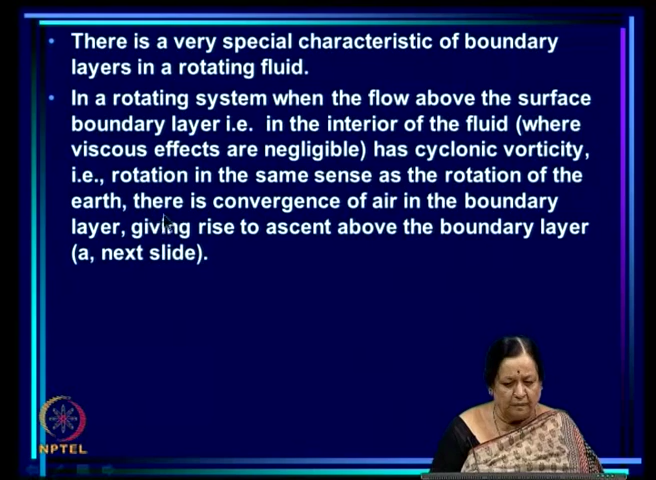 • There is a very special characteristic of boundary
layers in a rotating fluid.
• In a rotating system when the flow above the surface
boundary layer i.e. in the interior of the fluid (where
viscous effects are negligible) has cyclonic vorticity,
i.e., rotation in the same sense as the rotation of the
earth, there is convergence of air in the boundary
layer, giving rise to ascent above the boundary layer
(a, next slide).
NPTEL